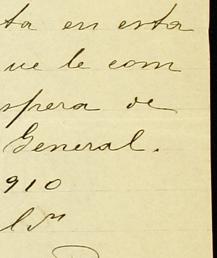 ta en esta
ue le com
spera de
General.
910